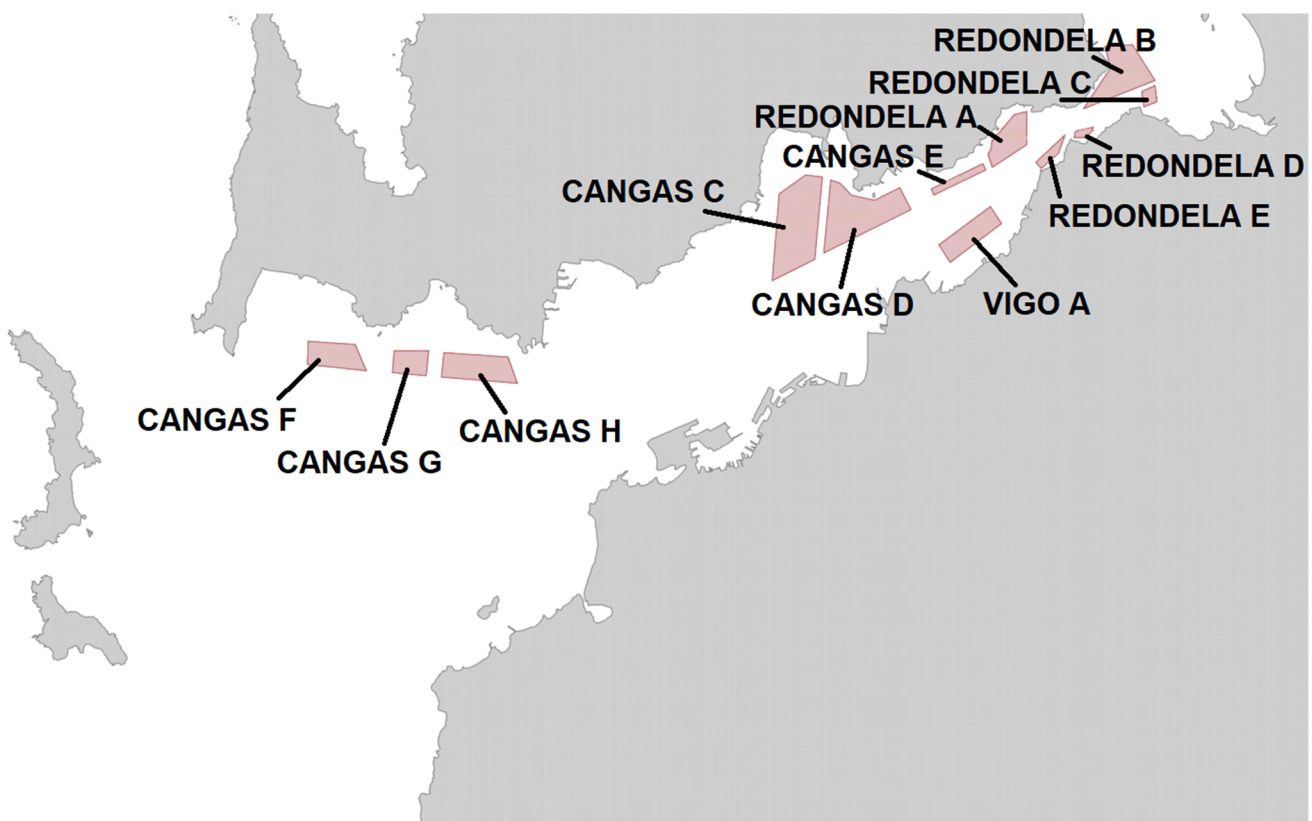 REDONDELA B
REDONDELA C
REDONDELA A
CANGAS E
REDONDELA D
CANGAS C
REDONDELA E
CANGAS D
VIGO A
CANGAS F
CANGAS H
CANGAS G